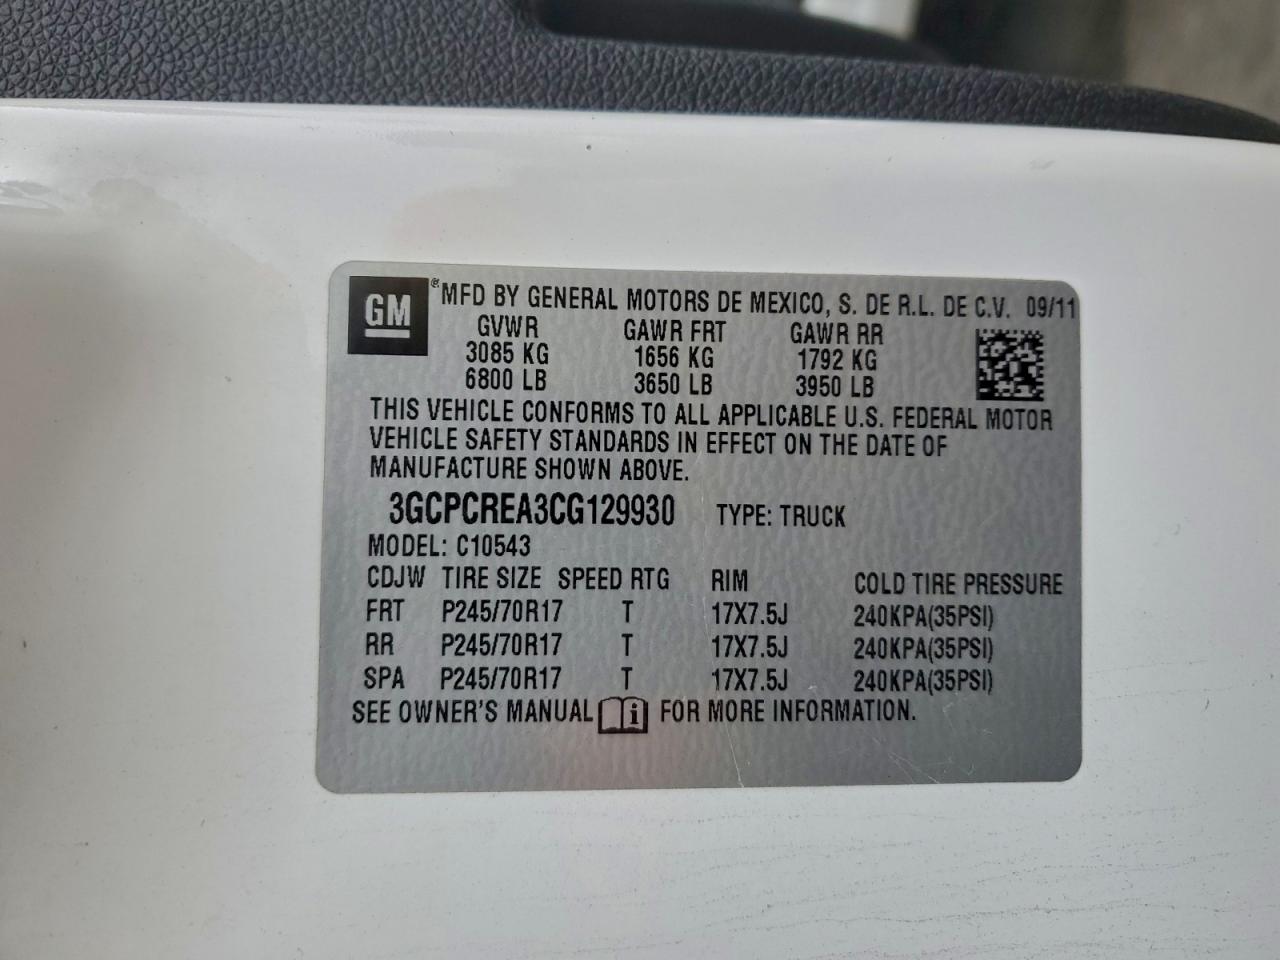 GM ® MFD BY GENERAL MOTORS DE MEXICO, S. DE R.L. DE C.V. 09/11
GVWR GAWR FRT GAWR RR
3085 KG 1656 KG 1792 KG
6800 LB 3650 LB 3950 LB
THIS VEHICLE CONFORMS TO ALL APPLICABLE U.S. FEDERAL MOTOR
VEHICLE SAFETY STANDARDS IN EFFECT ON THE DATE OF
MANUFACTURE SHOWN ABOVE.
3GCPCREA3CG129930 TYPE: TRUCK
MODEL: C10543
CDJW TIRE SIZE SPEED RTG RIM COLD TIRE PRESSURE
FRT P245/70R17 T 17X7.5J 240KPA(35PSI)
RR P245/70R17 T 17X7.5J 240KPA(35PSI)
SPA P245/70R17 T 17X7.5J 240KPA(35PSI)
SEE OWNER'S MANUAL i FOR MORE INFORMATION.